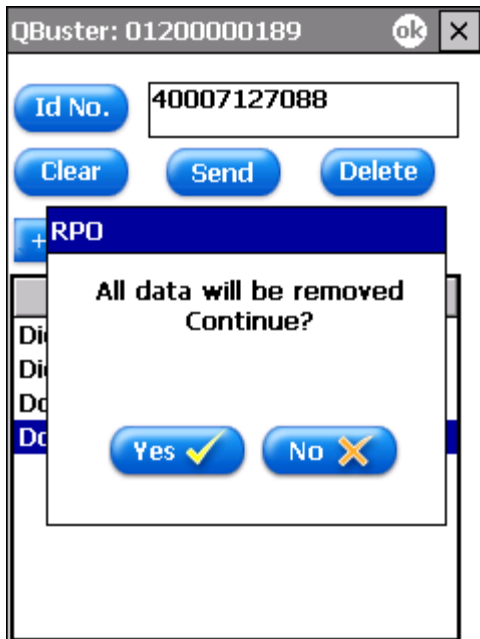 QBuster: 01200000189 ok
Id No. 40007127088
Clear Send Delete
+
RPO
All data will be removed
Continue?
Yes No